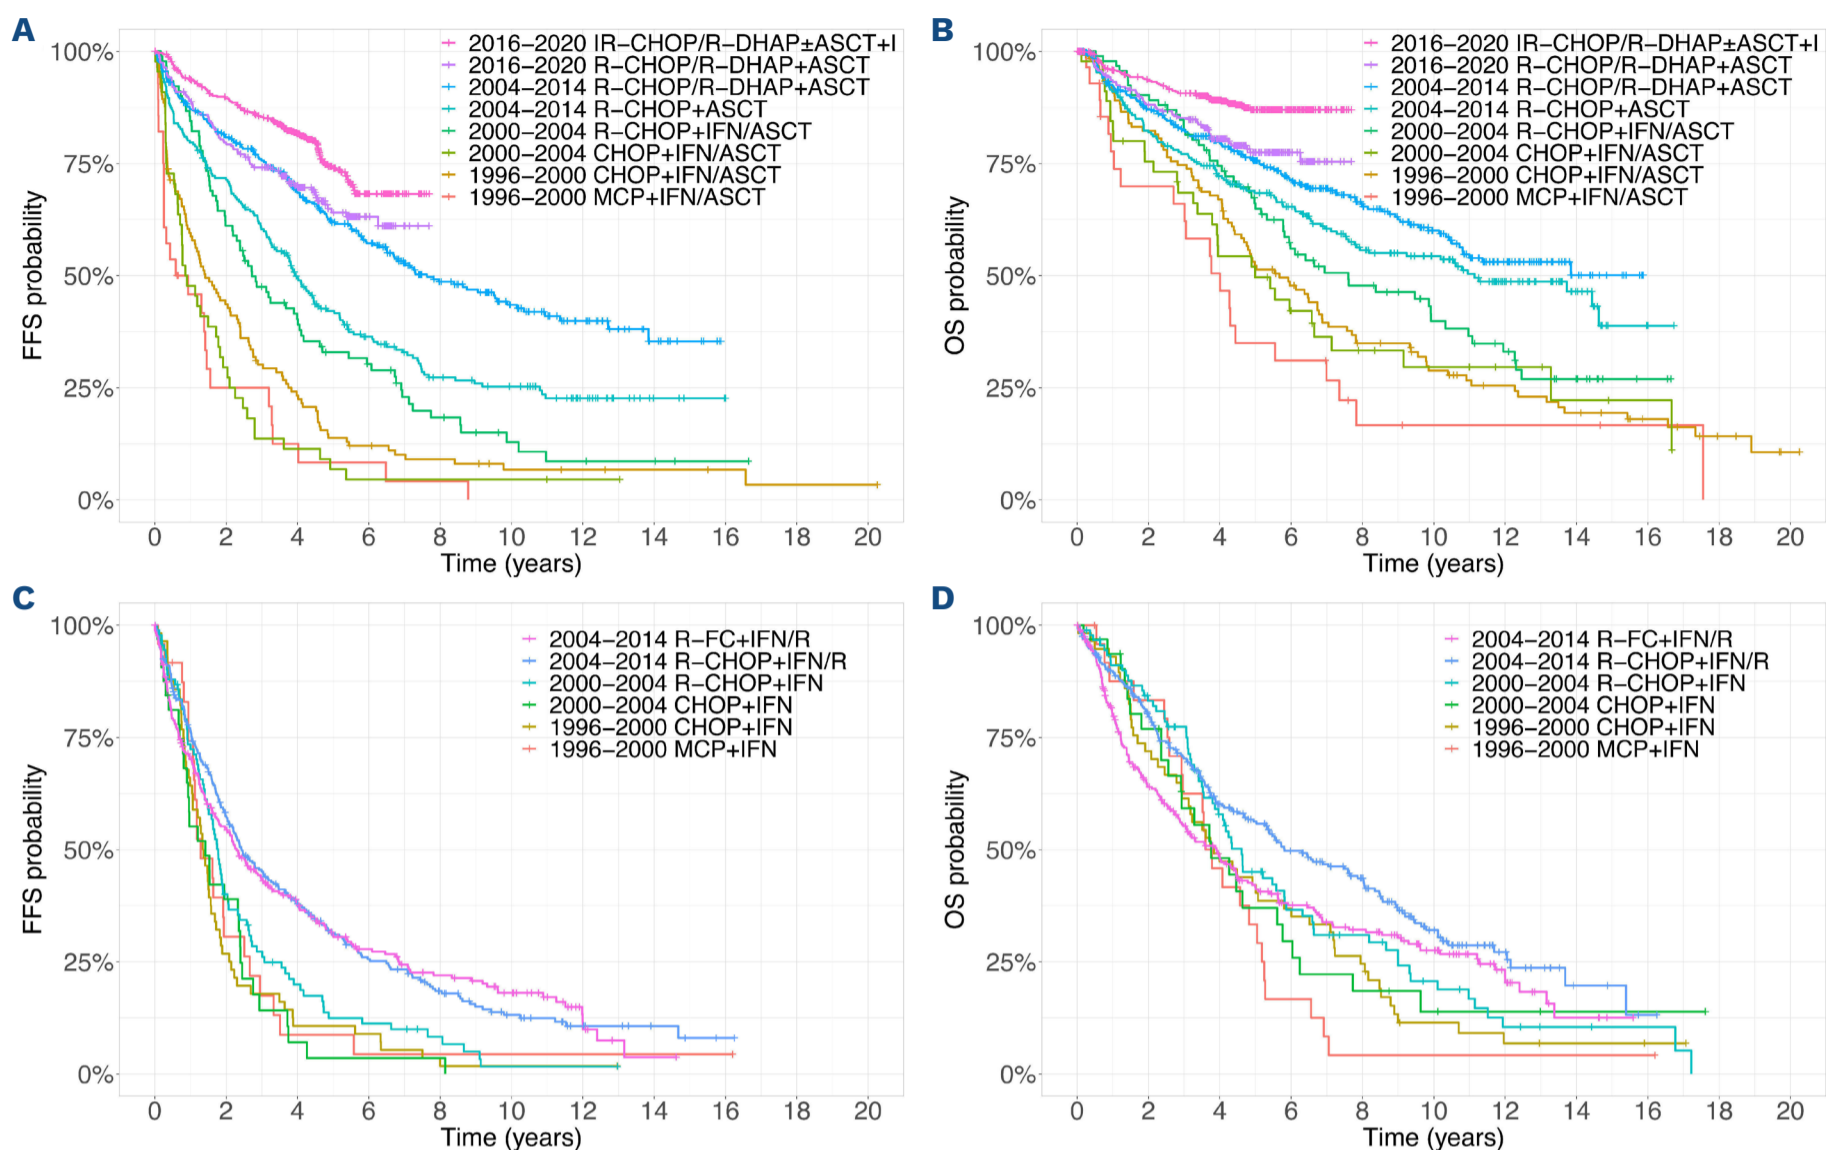 A
100%
75%
50%
25%
0%
FFS probability
2016–2020 IR–CHOP/R–DHAP±ASCT+I
2016–2020 R–CHOP/R–DHAP+ASCT
2004–2014 R–CHOP/R–DHAP+ASCT
2004–2014 R–CHOP+ASCT
2000–2004 R–CHOP+IFN/ASCT
2000–2004 CHOP+IFN/ASCT
1996–2000 CHOP+IFN/ASCT
1996–2000 MCP+IFN/ASCT
0 2 4 6 8 10 12 14 16 18 20
Time (years)
B
100%
75%
50%
25%
0%
OS probability
2016–2020 IR–CHOP/R–DHAP±ASCT+I
2016–2020 R–CHOP/R–DHAP+ASCT
2004–2014 R–CHOP/R–DHAP+ASCT
2004–2014 R–CHOP+ASCT
2000–2004 R–CHOP+IFN/ASCT
2000–2004 CHOP+IFN/ASCT
1996–2000 CHOP+IFN/ASCT
1996–2000 MCP+IFN/ASCT
0 2 4 6 8 10 12 14 16 18 20
Time (years)
C
100%
75%
50%
25%
0%
FFS probability
2004–2014 R–FC+IFN/R
2004–2014 R–CHOP+IFN/R
2000–2004 R–CHOP+IFN
2000–2004 CHOP+IFN
1996–2000 CHOP+IFN
1996–2000 MCP+IFN
0 2 4 6 8 10 12 14 16 18 20
Time (years)
D
100%
75%
50%
25%
0%
OS probability
2004–2014 R–FC+IFN/R
2004–2014 R–CHOP+IFN/R
2000–2004 R–CHOP+IFN
2000–2004 CHOP+IFN
1996–2000 CHOP+IFN
1996–2000 MCP+IFN
0 2 4 6 8 10 12 14 16 18 20
Time (years)